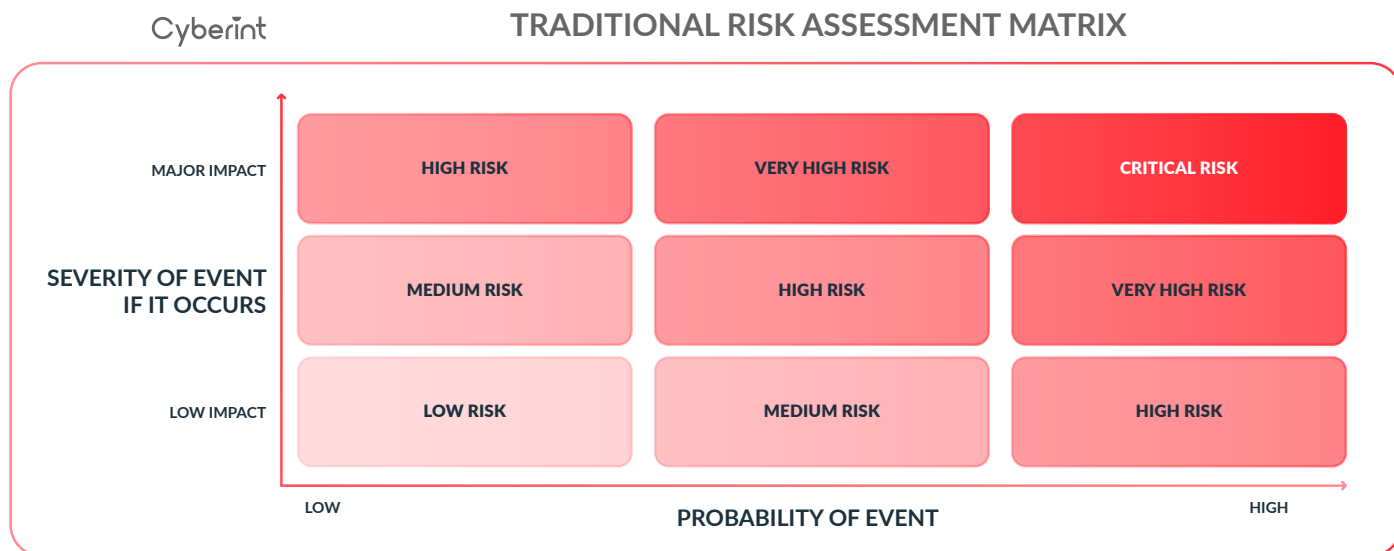 Cyberint
TRADITIONAL RISK ASSESSMENT MATRIX
MAJOR IMPACT
HIGH RISK
VERY HIGH RISK
CRITICAL RISK
SEVERITY OF EVENT
IF IT OCCURS
MEDIUM RISK
HIGH RISK
VERY HIGH RISK
LOW IMPACT
LOW RISK
MEDIUM RISK
HIGH RISK
LOW
PROBABILITY OF EVENT
HIGH